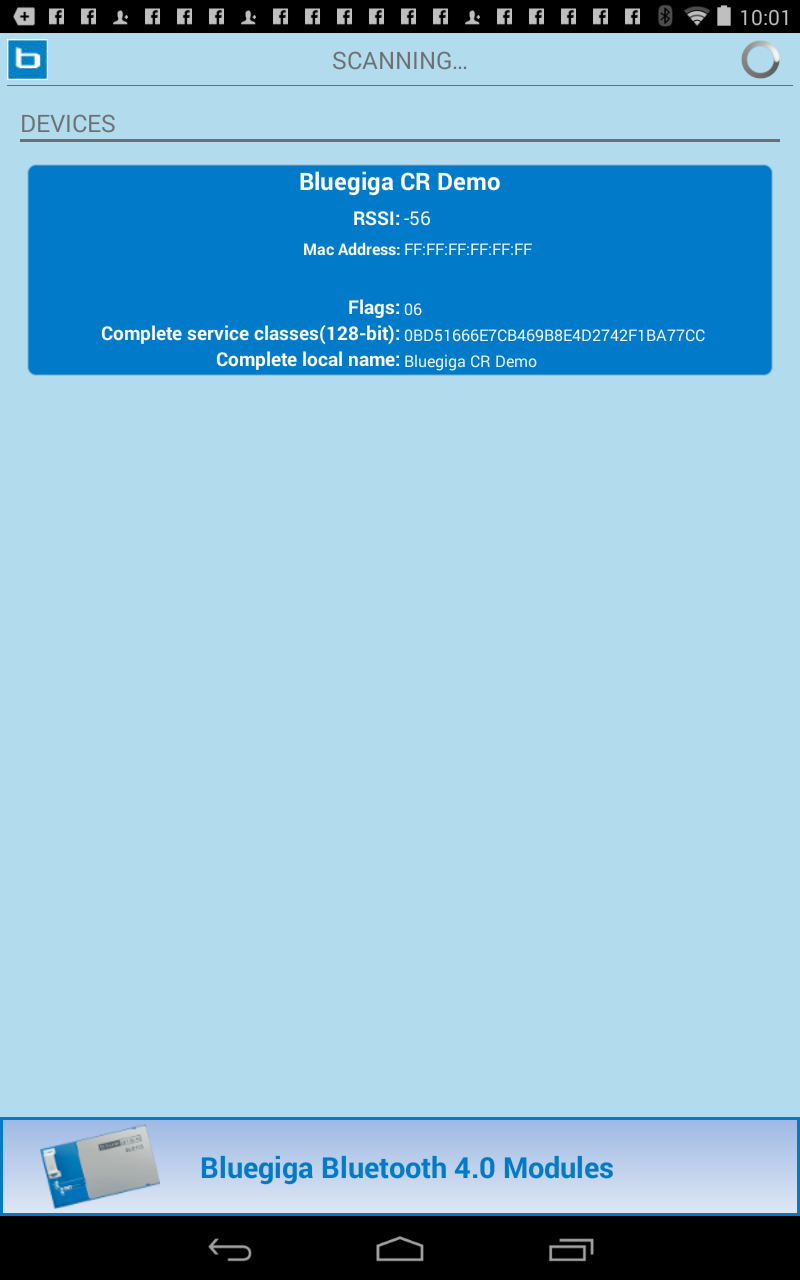 10:01
SCANNING...
DEVICES
Bluegiga CR Demo
RSSI: -56
Mac Address: FF:FF:FF:FF:FF:FF
Flags: 06
Complete service classes(128-bit): 0BD51666E7CB469B8E4D2742F1BA77CC
Complete local name: Bluegiga CR Demo
Bluegiga Bluetooth 4.0 Modules